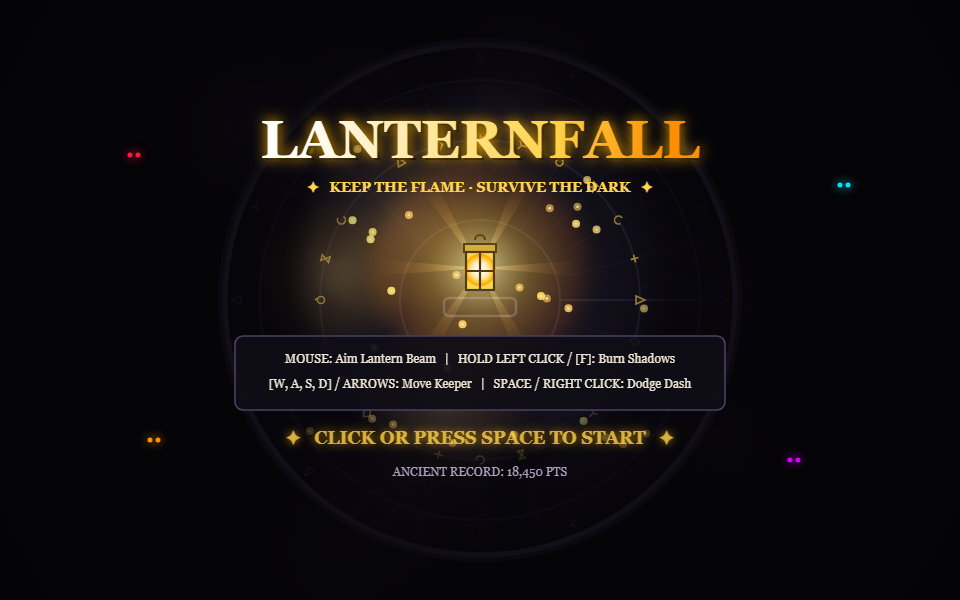 LANTERNFALL
✦ KEEP THE FLAME · SURVIVE THE DARK ✦
MOUSE: Aim Lantern Beam | HOLD LEFT CLICK / [F]: Burn Shadows
[W, A, S, D] / ARROWS: Move Keeper | SPACE / RIGHT CLICK: Dodge Dash
✦ CLICK OR PRESS SPACE TO START ✦
ANCIENT RECORD: 18,450 PTS